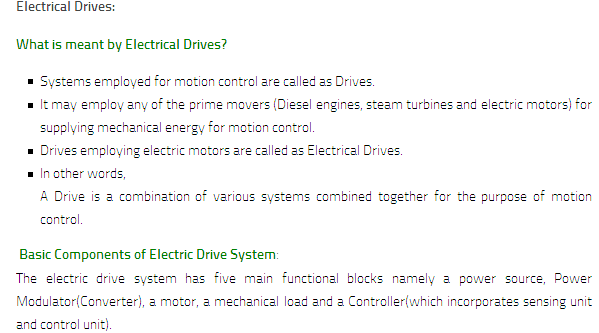 Electrical Drives:
What is meant by Electrical Drives?
▪ Systems employed for motion control are called as Drives.
▪ It may employ any of the prime movers (Diesel engines, steam turbines and electric motors) for
supplying mechanical energy for motion control.
▪ Drives employing electric motors are called as Electrical Drives.
▪ In other words,
A Drive is a combination of various systems combined together for the purpose of motion
control.
Basic Components of Electric Drive System:
The electric drive system has five main functional blocks namely a power source, Power
Modulator(Converter), a motor, a mechanical load and a Controller(which incorporates sensing unit
and control unit).